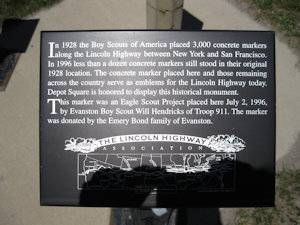 In 1928 the Boy Scouts of America placed 3,000 concrete markers
along the Lincoln Highway between New York and San Francisco.
In 1996 less than a dozen concrete markers still stood in their original
1928 location. The concrete marker placed here and those remaining
across the country serve as emblems for the Lincoln Highway today.
Depot Square is honored to display this historical monument.
This marker was an Eagle Scout Project placed here July 2, 1996,
by Evanston Boy Scout Will Hendricks of Troop 911. The marker
was donated by the Emery Bond family of Evanston.
THE LINCOLN HIGHWAY
ASSOCIATION